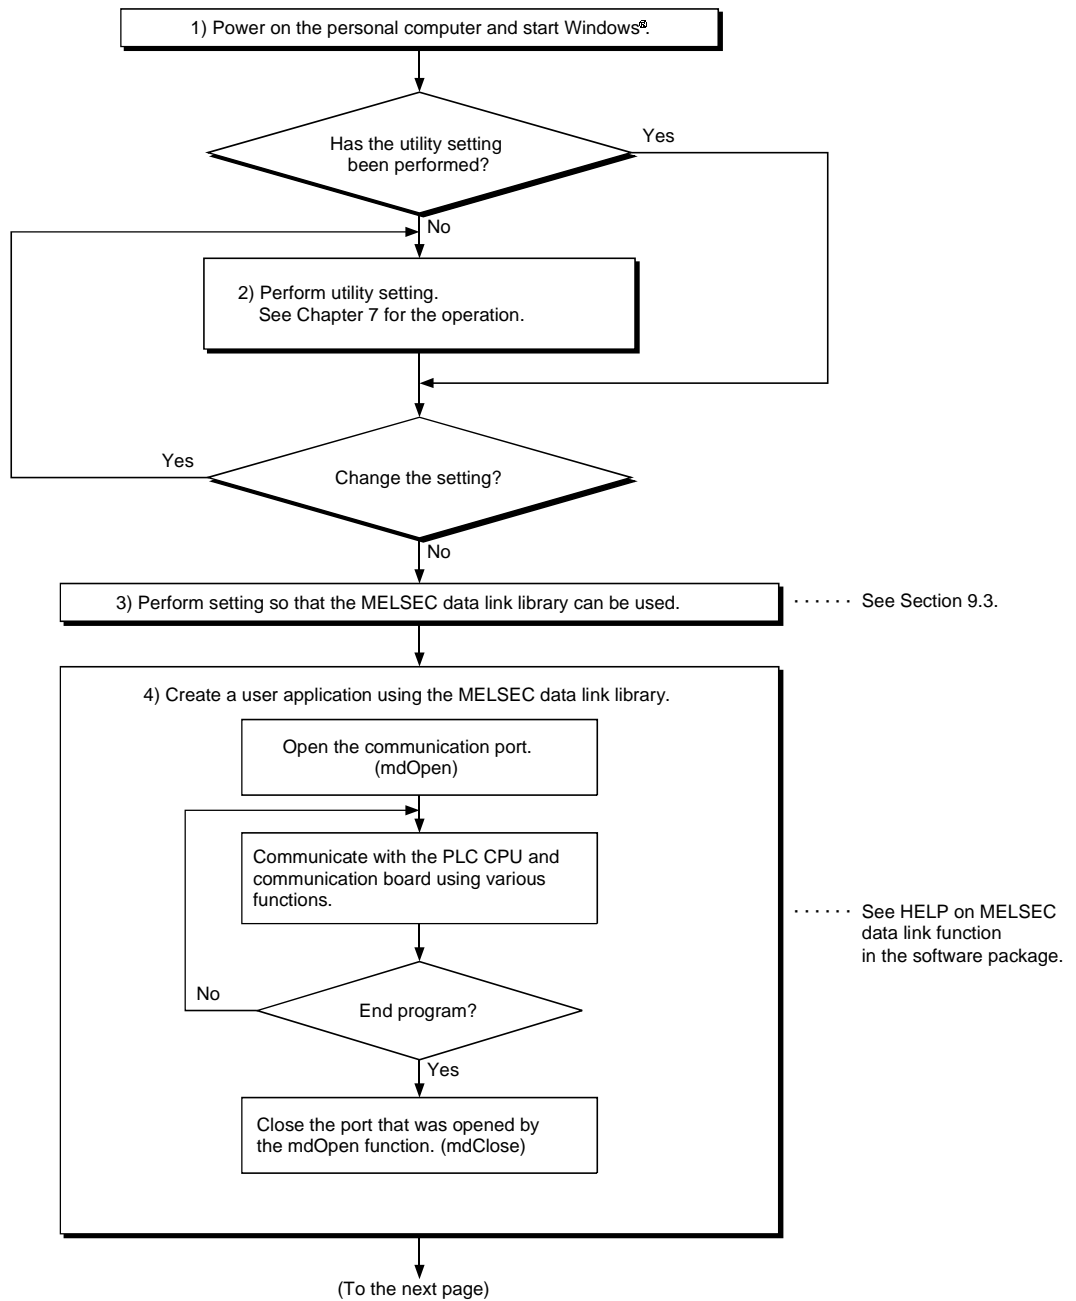 1) Power on the personal computer and start Windows®.
Has the utility setting
been performed?
Yes
No
2) Perform utility setting.
See Chapter 7 for the operation.
Yes
Change the setting?
No
3) Perform setting so that the MELSEC data link library can be used.
...... See Section 9.3.
4) Create a user application using the MELSEC data link library.
Open the communication port.
(mdOpen)
Communicate with the PLC CPU and
communication board using various
functions.
...... See HELP on MELSEC
data link function
in the software package.
No
End program?
Yes
Close the port that was opened by
the mdOpen function. (mdClose)
(To the next page)